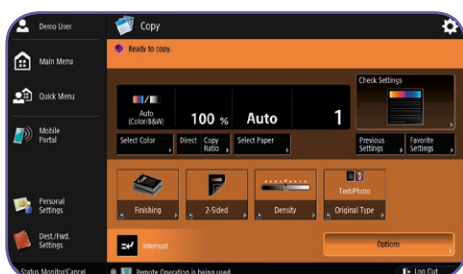 Demo User
Copy
Ready to copy.
Main Menu
Quick Menu
Mobile
Portal
Personal
Settings
Dest./Fwd.
Settings
Status Monitor/Cancel
Check Settings
Auto
(Color/B&W)
100 %
Auto
1
Select Color
Direct
Copy
Ratio
Select Paper
Previous
Settings
Favorite
Settings
Finishing
2-Sided
Density
Text/Photo
Original Type
Interrupt
Options
Remote Operation is being used.
Log Out